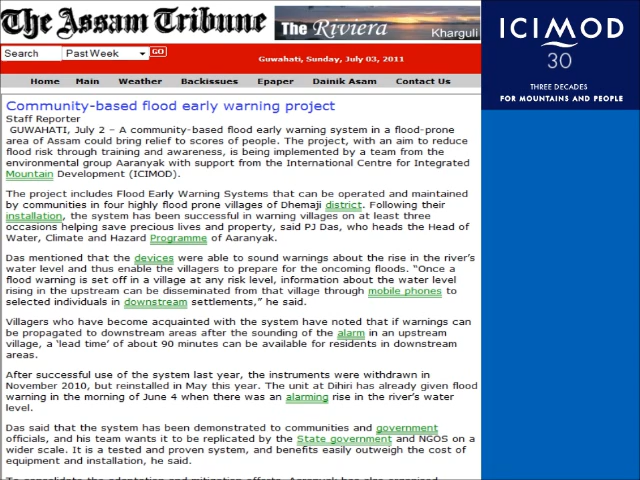 The Assam Tribune
The Riviera
Kharguli
Search
Past Week
GO
Guwahati, Sunday, July 03, 2011
Home Main Weather Backissues Epaper Dainik Asam Contact Us
Community-based flood early warning project
Staff Reporter
GUWAHATI, July 2 – A community-based flood early warning system in a flood-prone
area of Assam could bring relief to scores of people. The project, with an aim to reduce
flood risk through training and awareness, is being implemented by a team from the
environmental group Aaranyak with support from the International Centre for Integrated
Mountain Development (ICIMOD).
The project includes Flood Early Warning Systems that can be operated and maintained
by communities in four highly flood prone villages of Dhemaji district. Following their
installation, the system has been successful in warning villages on at least three
occasions helping save precious lives and property, said PJ Das, who heads the Head of
Water, Climate and Hazard Programme of Aaranyak.
Das mentioned that the devices were able to sound warnings about the rise in the river's
water level and thus enable the villagers to prepare for the oncoming floods. “Once a
flood warning is set off in a village at any risk level, information about the water level
rising in the upstream can be disseminated from that village through mobile phones to
selected individuals in downstream settlements,” he said.
Villagers who have become acquainted with the system have noted that if warnings can
be propagated to downstream areas after the sounding of the alarm in an upstream
village, a ‘lead time’ of about 90 minutes can be available for residents in downstream
areas.
After successful use of the system last year, the instruments were withdrawn in
November 2010, but reinstalled in May this year. The unit at Dihiri has already given flood
warning in the morning of June 4 when there was an alarming rise in the river's water
level.
Das said that the system has been demonstrated to communities and government
officials, and his team wants it to be replicated by the State government and NGOS on a
wider scale. It is a tested and proven system, and benefits easily outweigh the cost of
equipment and installation, he said.
ICIMOD
30
THREE DECADES
FOR MOUNTAINS AND PEOPLE